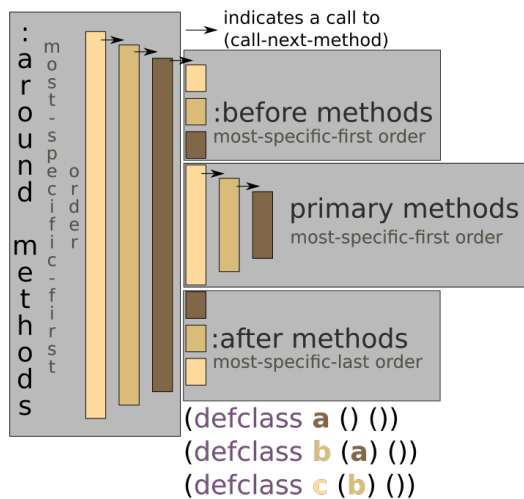 indicates a call to
(call-next-method)
:around methods
most-specific-first
order
:before methods
most-specific-first order
primary methods
most-specific-first order
:after methods
most-specific-last order
(defclass a () ())
(defclass b (a) ())
(defclass c (b) ())